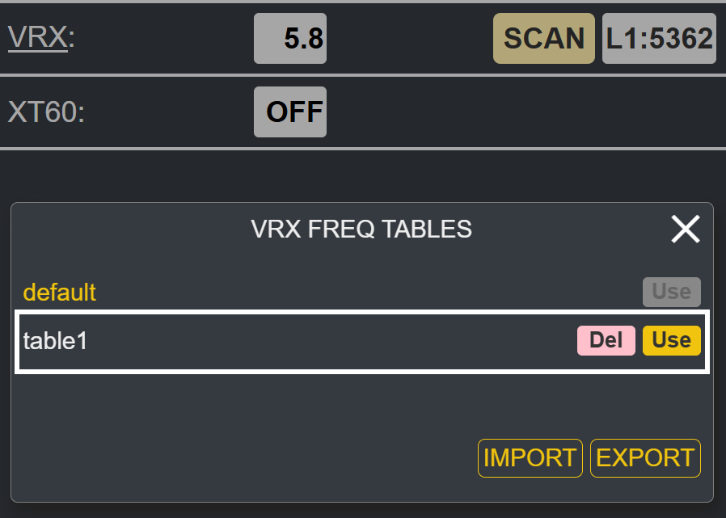 VRX: 5.8 SCAN L1:5362
XT60: OFF
VRX FREQ TABLES
default Use
table1 Del Use
IMPORT EXPORT